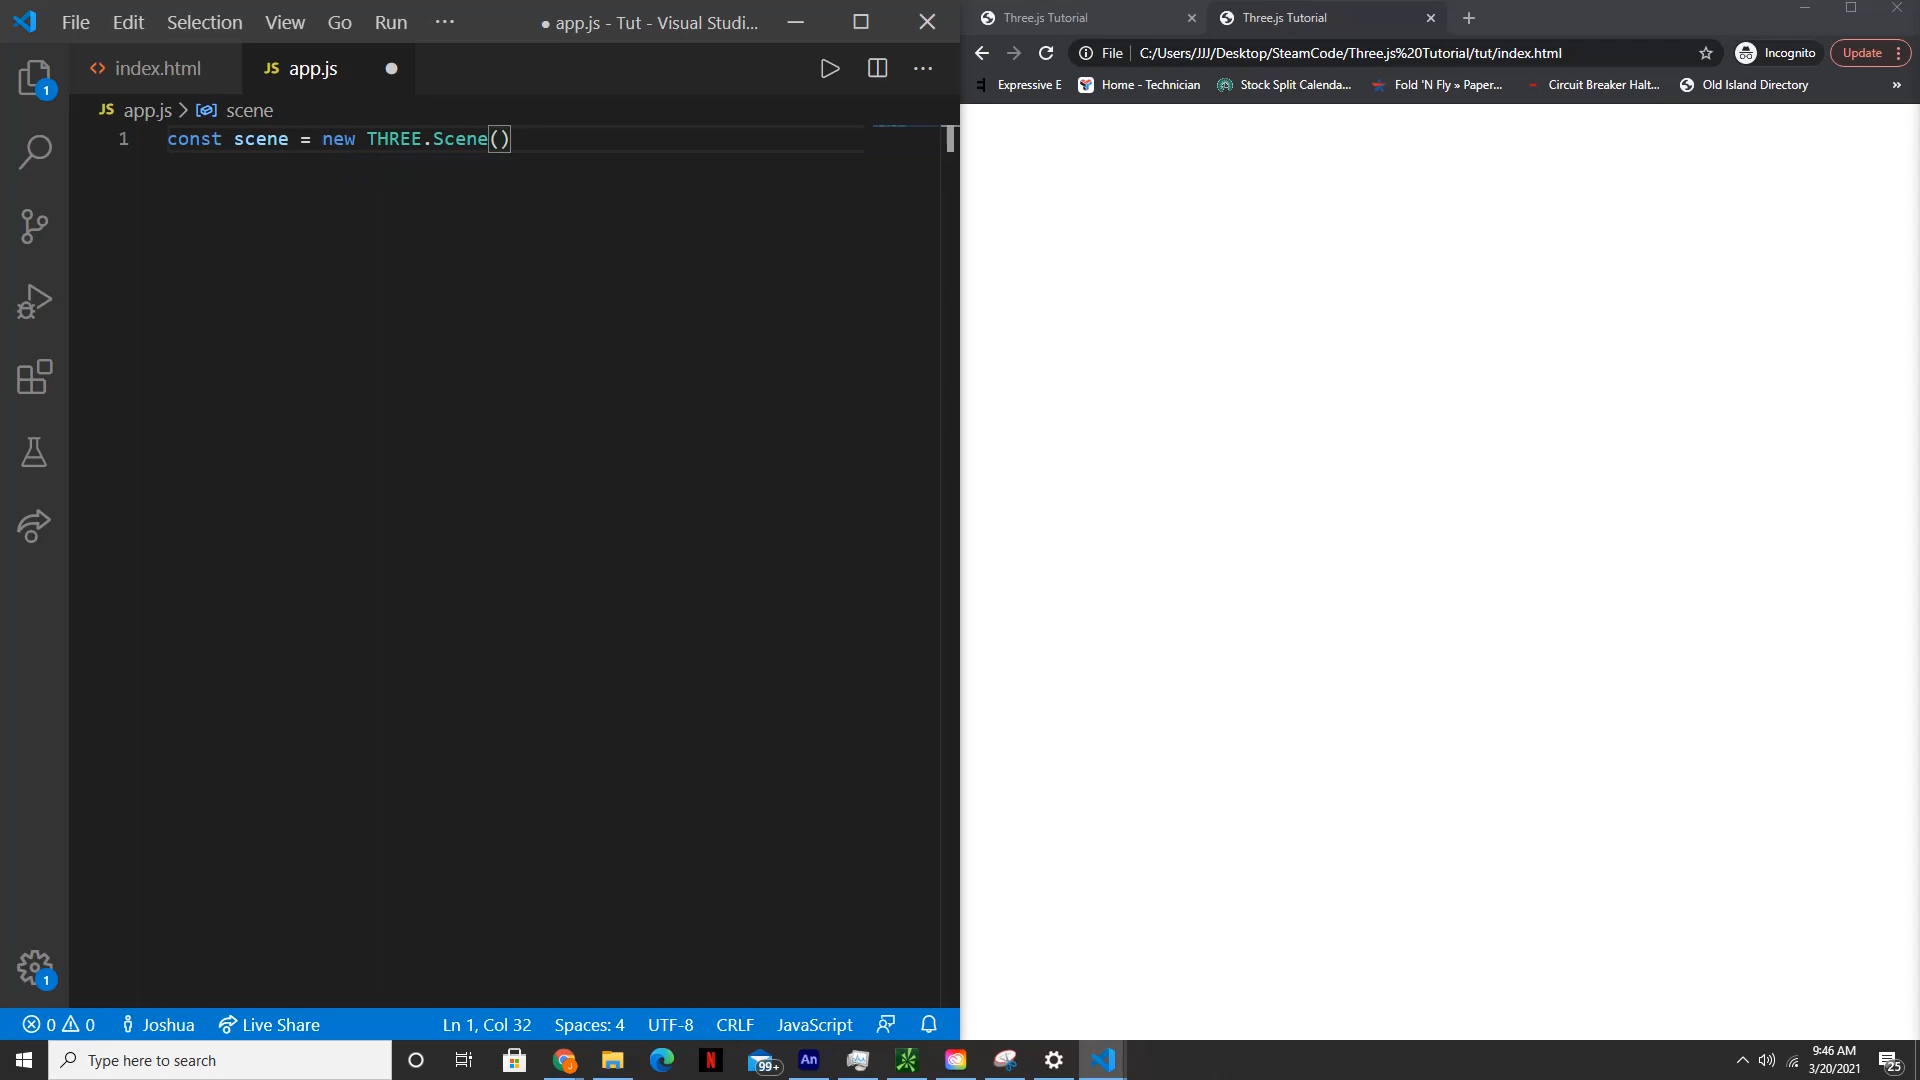 File Edit Selection View Go Run ···
● app.js - Tut - Visual Studi...
index.html
JS app.js
JS app.js > scene
1 const scene = new THREE.Scene()
1
1
0 0 Joshua Live Share
Ln 1, Col 32 Spaces: 4 UTF-8 CRLF JavaScript
Three.js Tutorial
Three.js Tutorial
File C:/Users/JJJ/Desktop/SteamCode/Three.js%20Tutorial/tut/index.html
Incognito
Update
Expressive E
Home - Technician
Stock Split Calenda...
Fold 'N Fly » Paper...
Circuit Breaker Halt...
Old Island Directory
»
Type here to search
J
N
99+
An
9:46 AM
3/20/2021
25